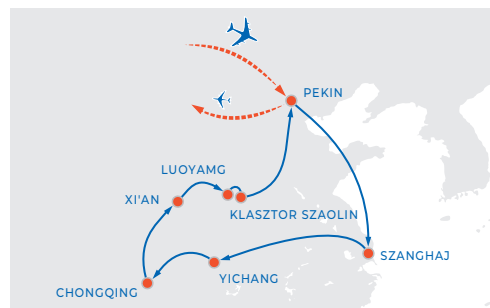 PEKIN
LUOYAMG
XI'AN
KLASZTOR SZAOLIN
SZANGHAJ
YICHANG
CHONGQING